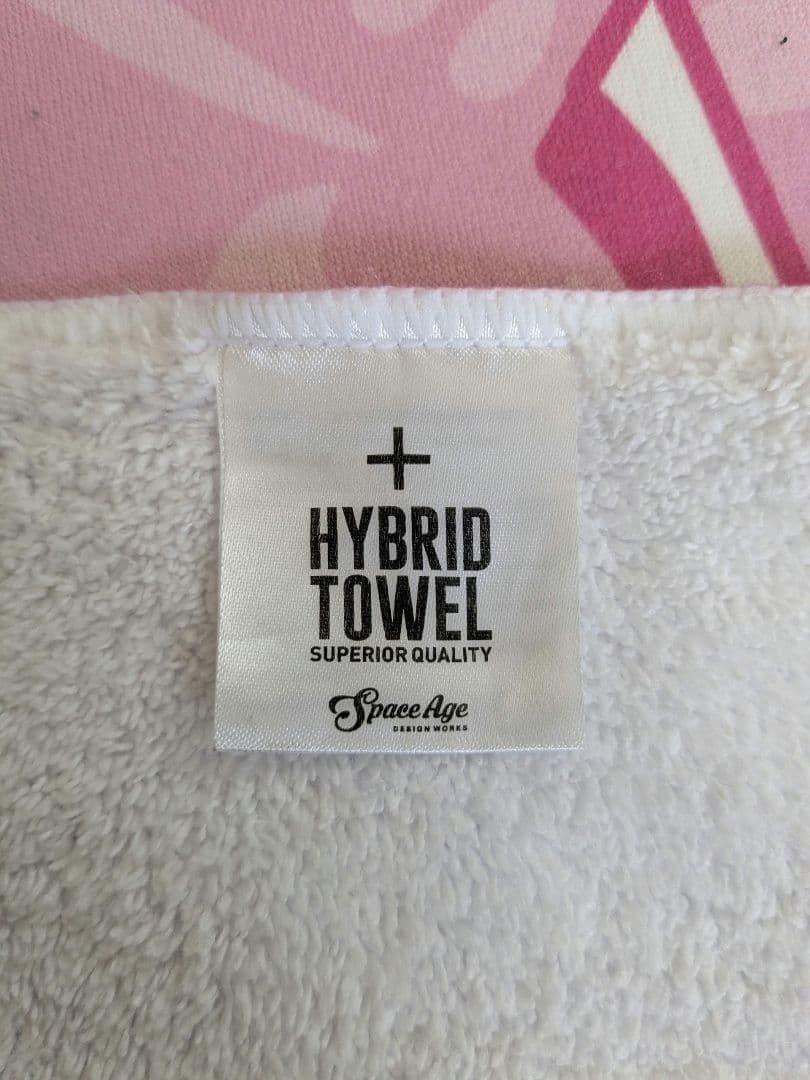 +
HYBRID
TOWEL
SUPERIOR QUALITY
Space Age
DESIGN WORKS